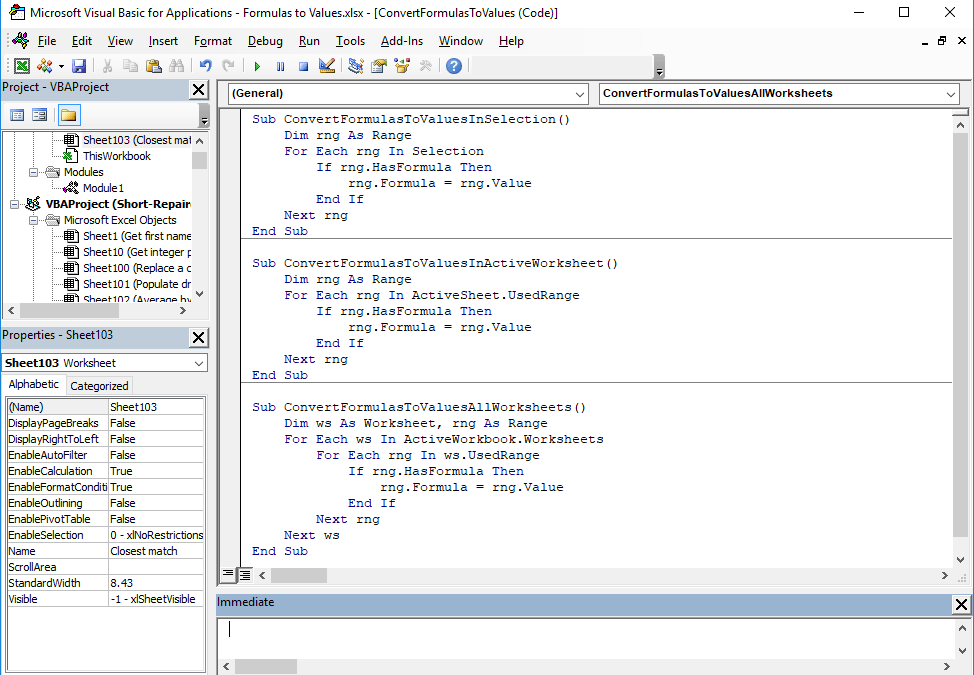 Microsoft Visual Basic for Applications - Formulas to Values.xlsx - [ConvertFormulasToValues (Code)]
File Edit View Insert Format Debug Run Tools Add-Ins Window Help
Project - VBAProject
Sheet103 (Closest mat
ThisWorkbook
Modules
Module1
VBAProject (Short-Repair
Microsoft Excel Objects
Sheet1 (Get first name
Sheet10 (Get integer p
Sheet100 (Replace a c
Sheet101 (Populate dr
Sheet102 (Average by
Properties - Sheet103
Sheet103 Worksheet
Alphabetic Categorized
(Name) Sheet103
DisplayPageBreaks False
DisplayRightToLeft False
EnableAutoFilter False
EnableCalculation True
EnableFormatConditi True
EnableOutlining False
EnablePivotTable False
EnableSelection 0 - xlNoRestrictions
Name Closest match
ScrollArea
StandardWidth 8.43
Visible -1 - xlSheetVisible
(General) ConvertFormulasToValuesAllWorksheets
Sub ConvertFormulasToValuesInSelection()
    Dim rng As Range
    For Each rng In Selection
        If rng.HasFormula Then
            rng.Formula = rng.Value
        End If
    Next rng
End Sub
Sub ConvertFormulasToValuesInActiveWorksheet()
    Dim rng As Range
    For Each rng In ActiveSheet.UsedRange
        If rng.HasFormula Then
            rng.Formula = rng.Value
        End If
    Next rng
End Sub
Sub ConvertFormulasToValuesAllWorksheets()
    Dim ws As Worksheet, rng As Range
    For Each ws In ActiveWorkbook.Worksheets
        For Each rng In ws.UsedRange
            If rng.HasFormula Then
                rng.Formula = rng.Value
            End If
        Next rng
    Next ws
End Sub
Immediate